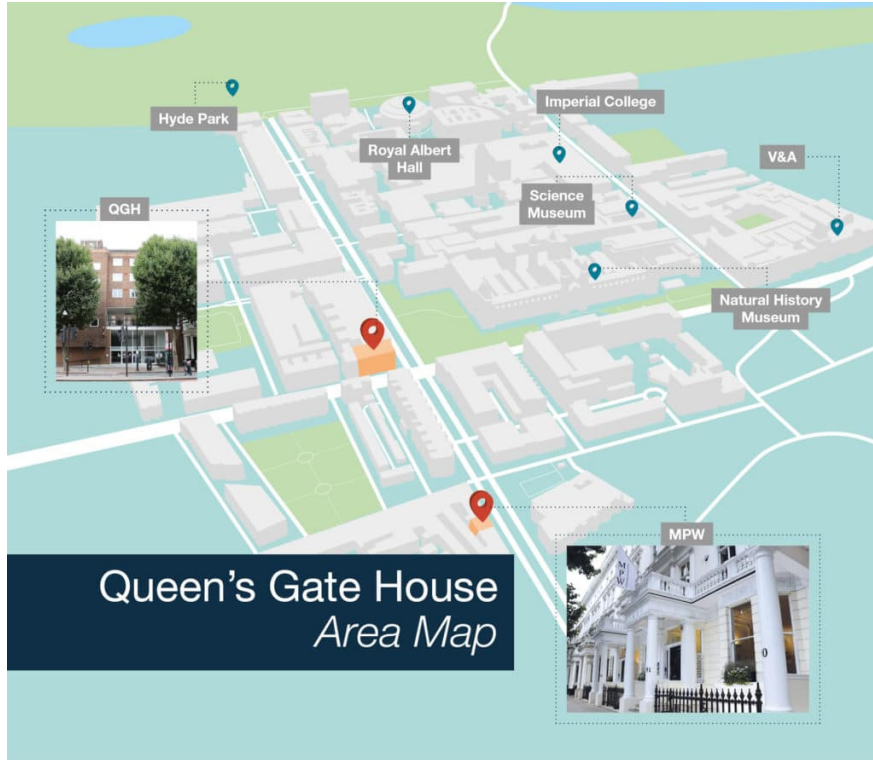 Hyde Park
Royal Albert
Hall
Imperial College
V&A
Science
Museum
QGH
Natural History
Museum
MPW
MPW
Queen's Gate House
Area Map